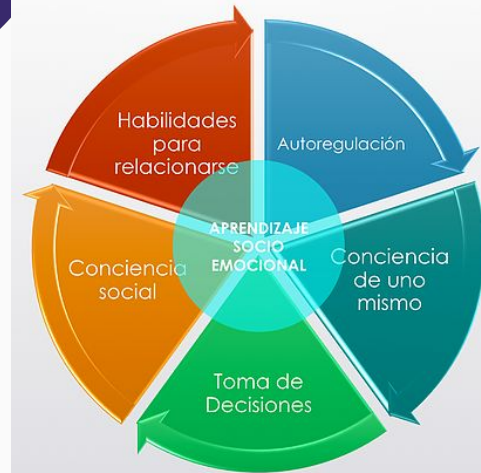 Habilidades
para
relacionarse
Autoregulación
APRENDIZAJE
SOCIO
EMOCIONAL
Conciencia
social
Conciencia
de uno
mismo
Toma de
Decisiones